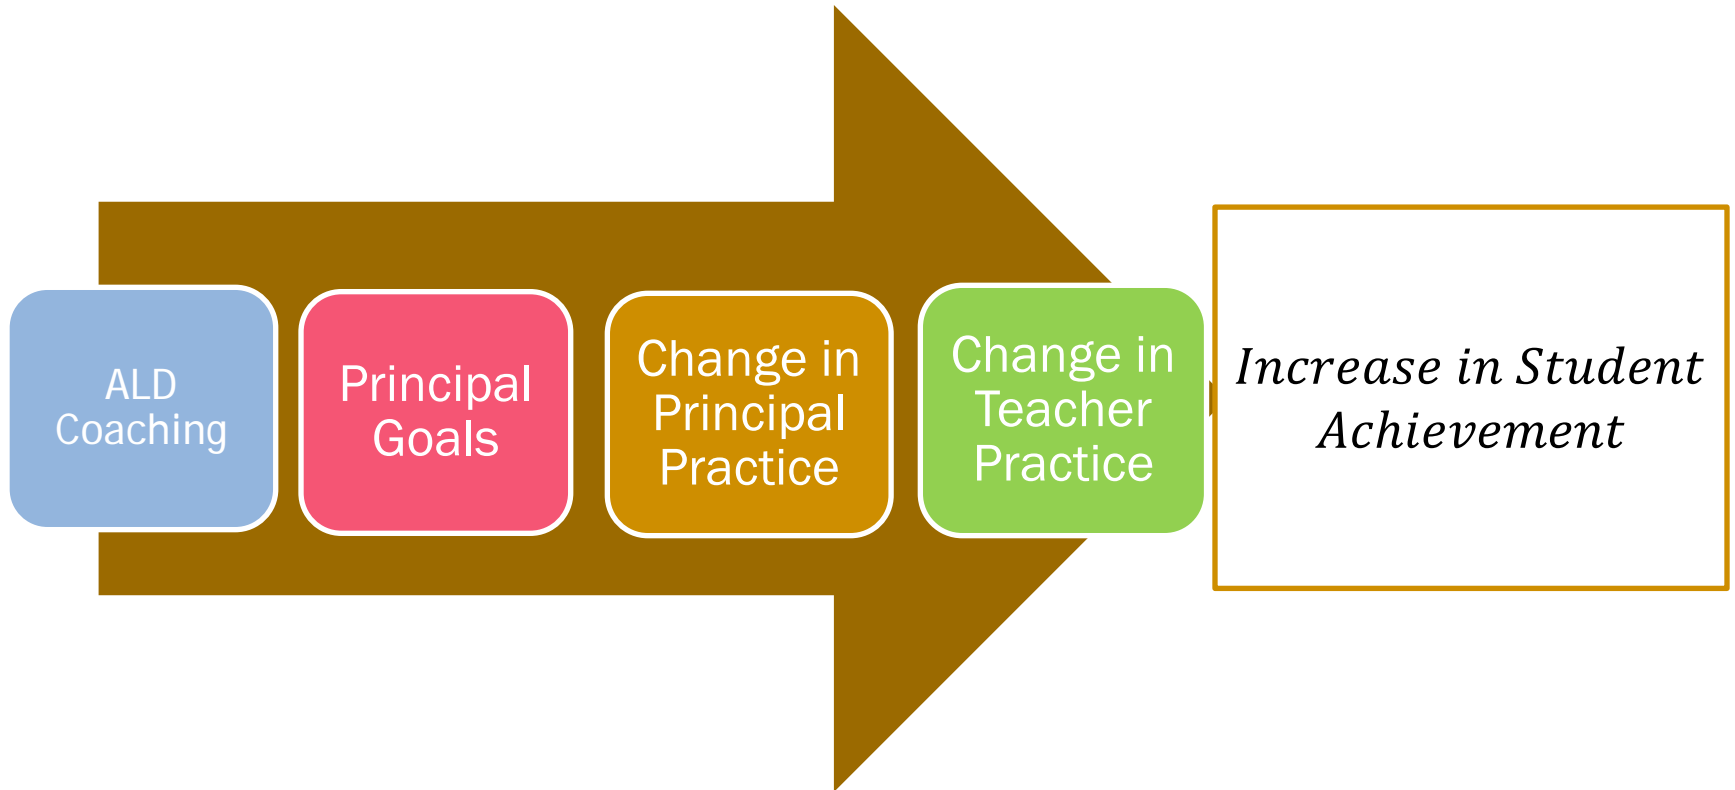 ALD
Coaching
Principal
Goals
Change in
Principal
Practice
Change in
Teacher
Practice
Increase in Student
Achievement